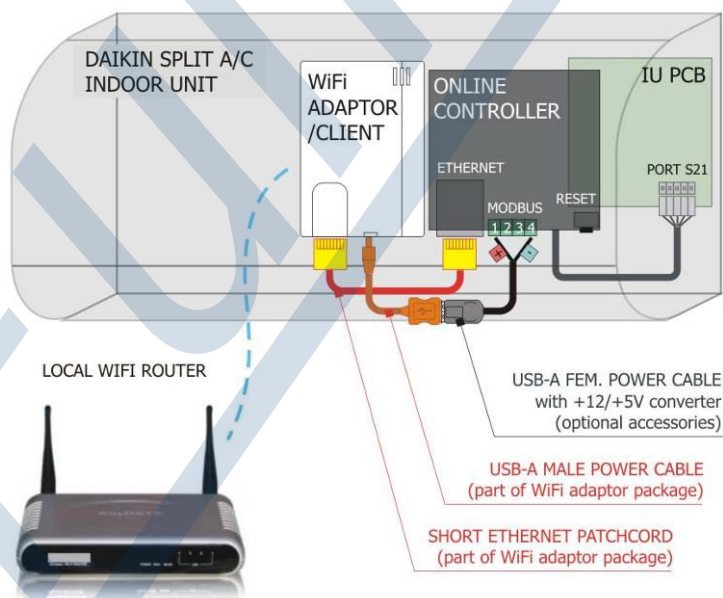 DAIKIN SPLIT A/C
INDOOR UNIT
WiFi
ADAPTOR
/CLIENT
ONLINE
CONTROLLER
IU PCB
ETHERNET
PORT S21
MODBUS
RESET
1 2 3 4
+ -
LOCAL WIFI ROUTER
USB-A FEM. POWER CABLE
with +12/+5V converter
(optional accessories)
USB-A MALE POWER CABLE
(part of WiFi adaptor package)
SHORT ETHERNET PATCHCORD
(part of WiFi adaptor package)